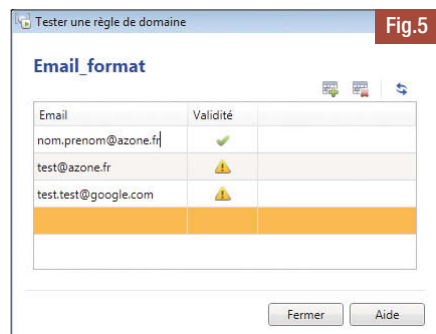 Tester une règle de domaine
Fig.5
Email_format
Email Validité
nom.prenom@azone.fr
test@azone.fr
test.test@google.com
Fermer Aide